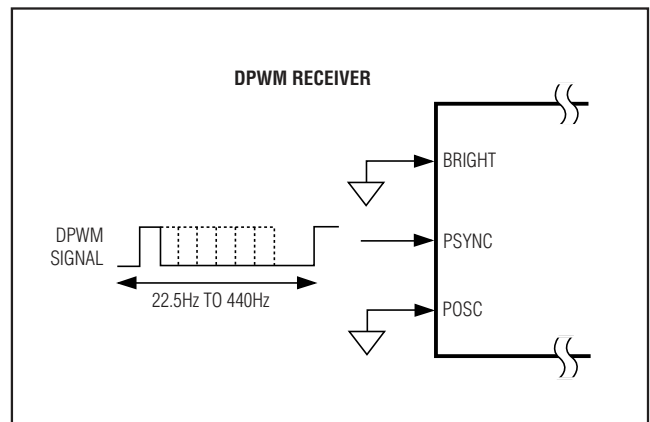 DPWM RECEIVER
BRIGHT
DPWM
SIGNAL
PSYNC
22.5Hz TO 440Hz
POSC